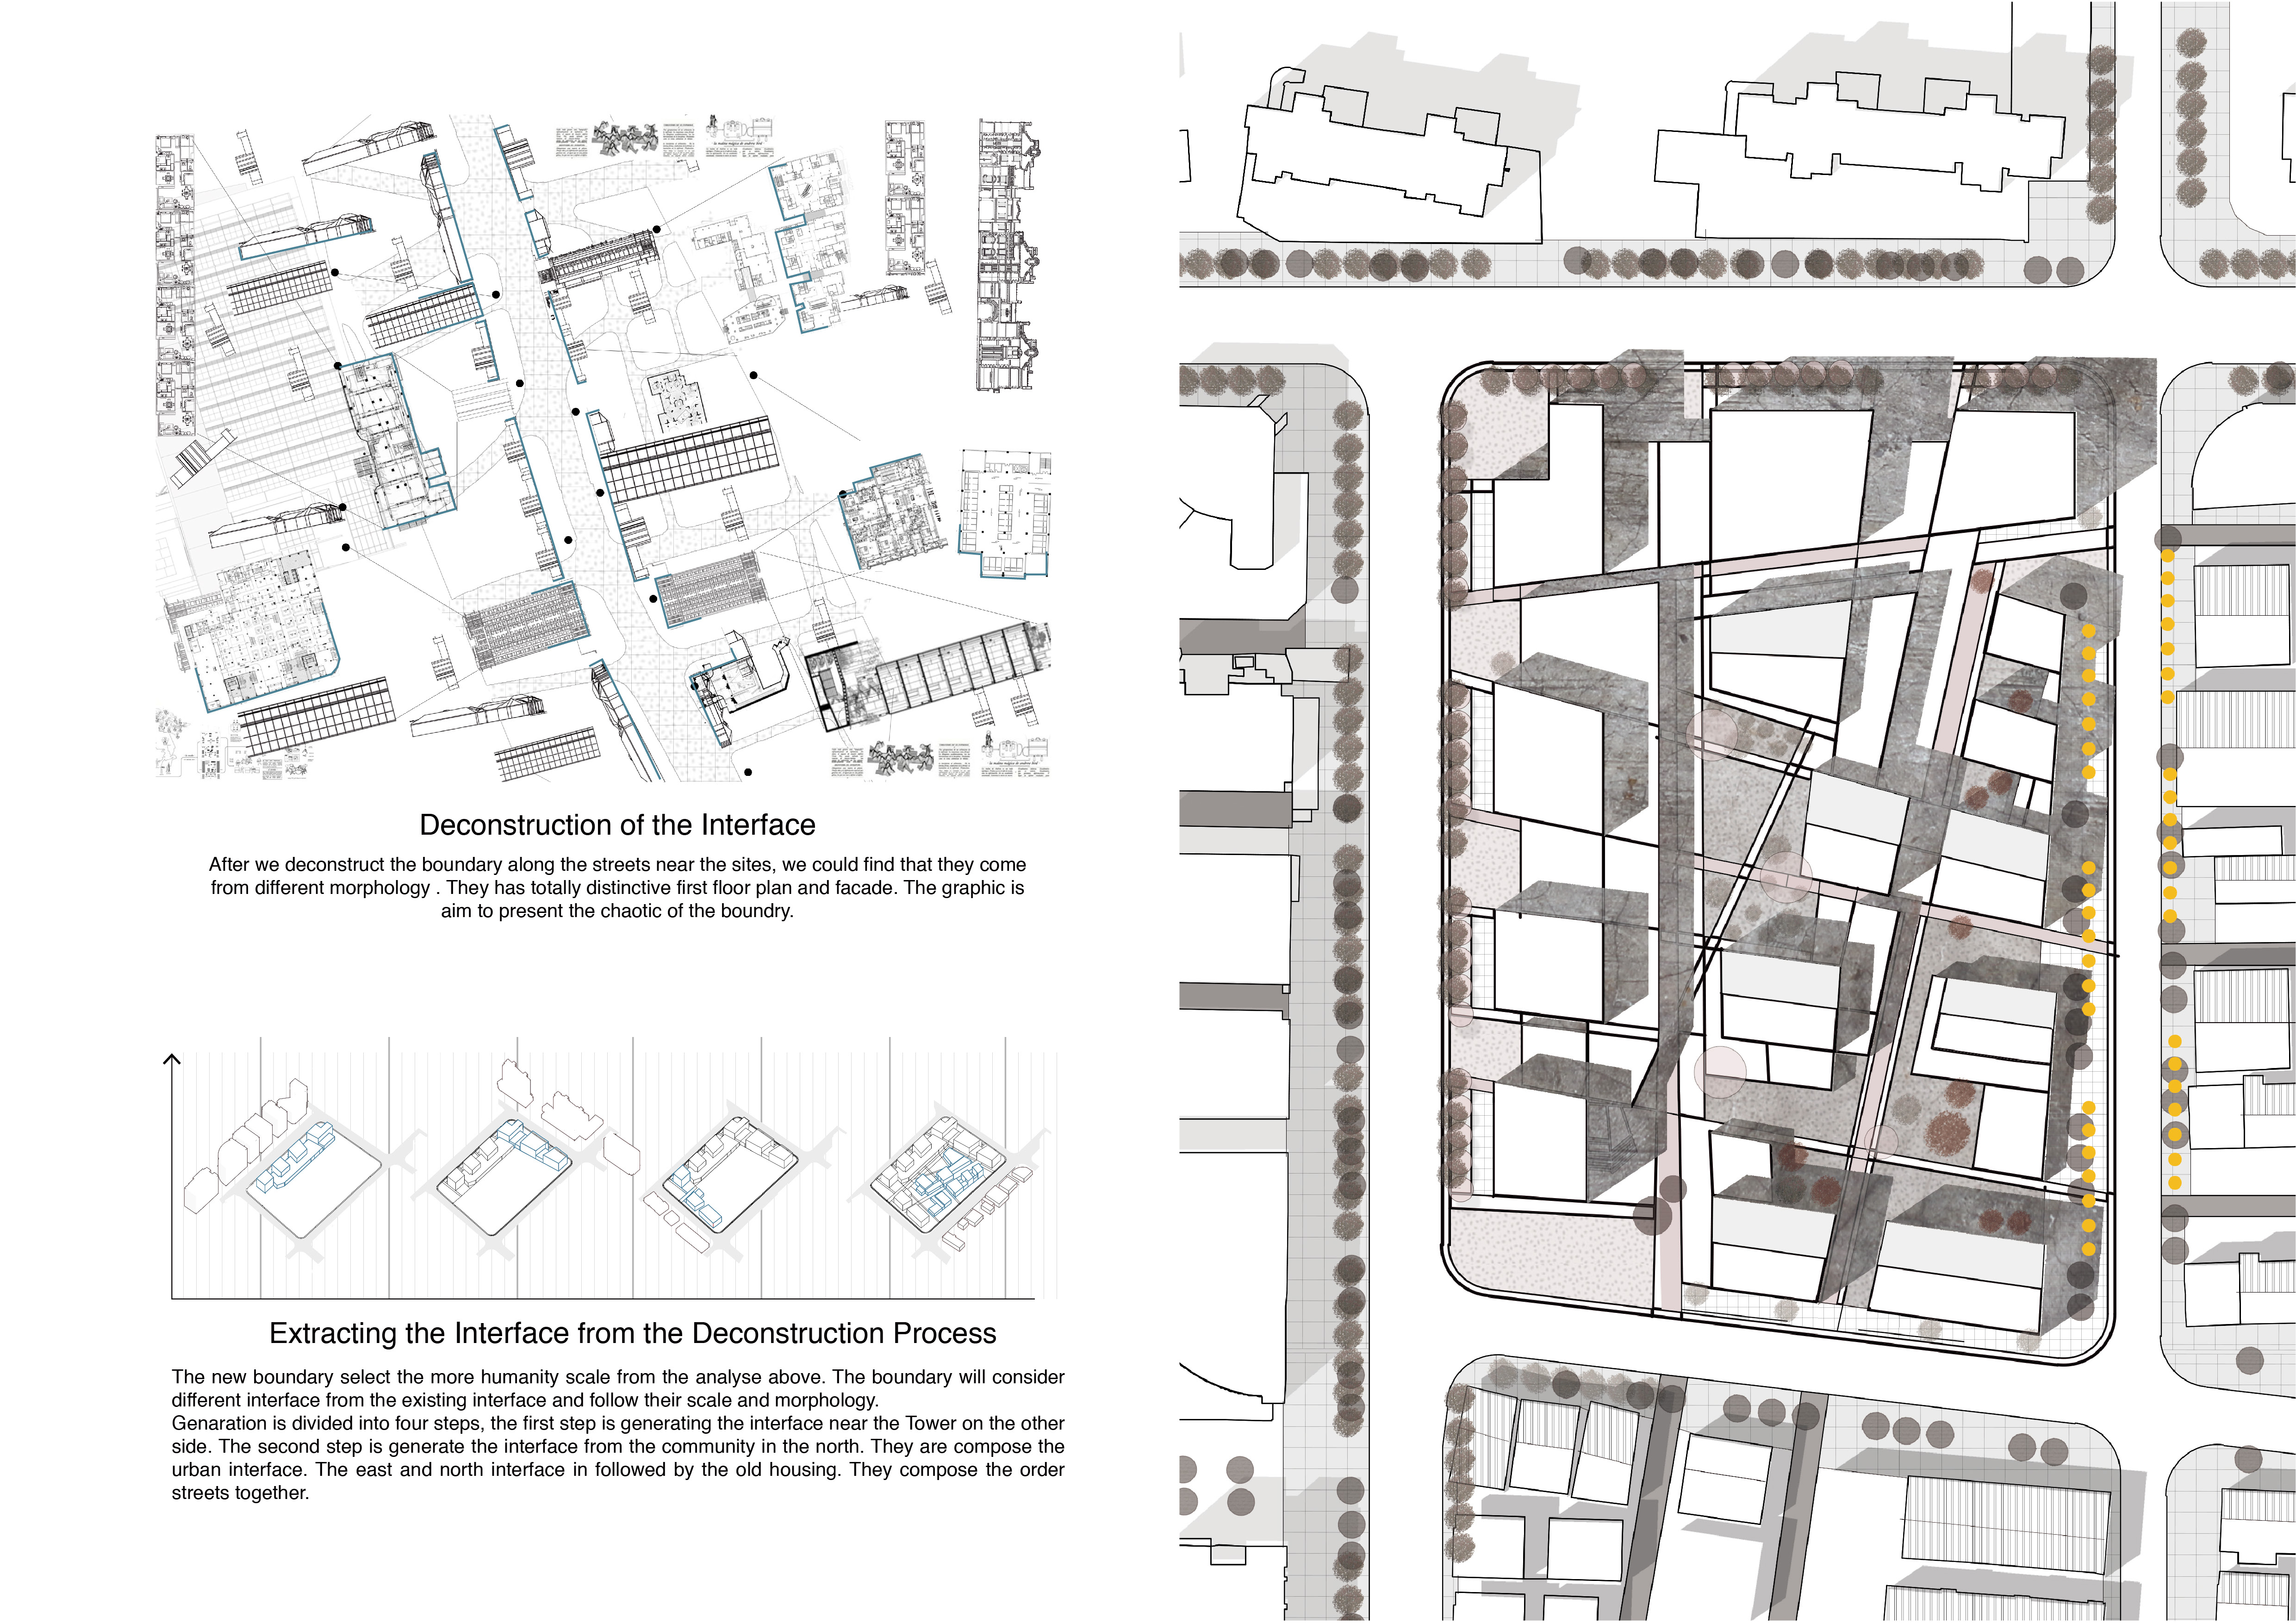 Deconstruction of the Interface
After we deconstruct the boundary along the streets near the sites, we could find that they come
from different morphology . They has totally distinctive first floor plan and facade. The graphic is
aim to present the chaotic of the boundry.
Extracting the Interface from the Deconstruction Process
The new boundary select the more humanity scale from the analyse above. The boundary will consider
different interface from the existing interface and follow their scale and morphology.
Genaration is divided into four steps, the first step is generating the interface near the Tower on the other
side. The second step is generate the interface from the community in the north. They are compose the
urban interface. The east and north interface in followed by the old housing. They compose the order
streets together.